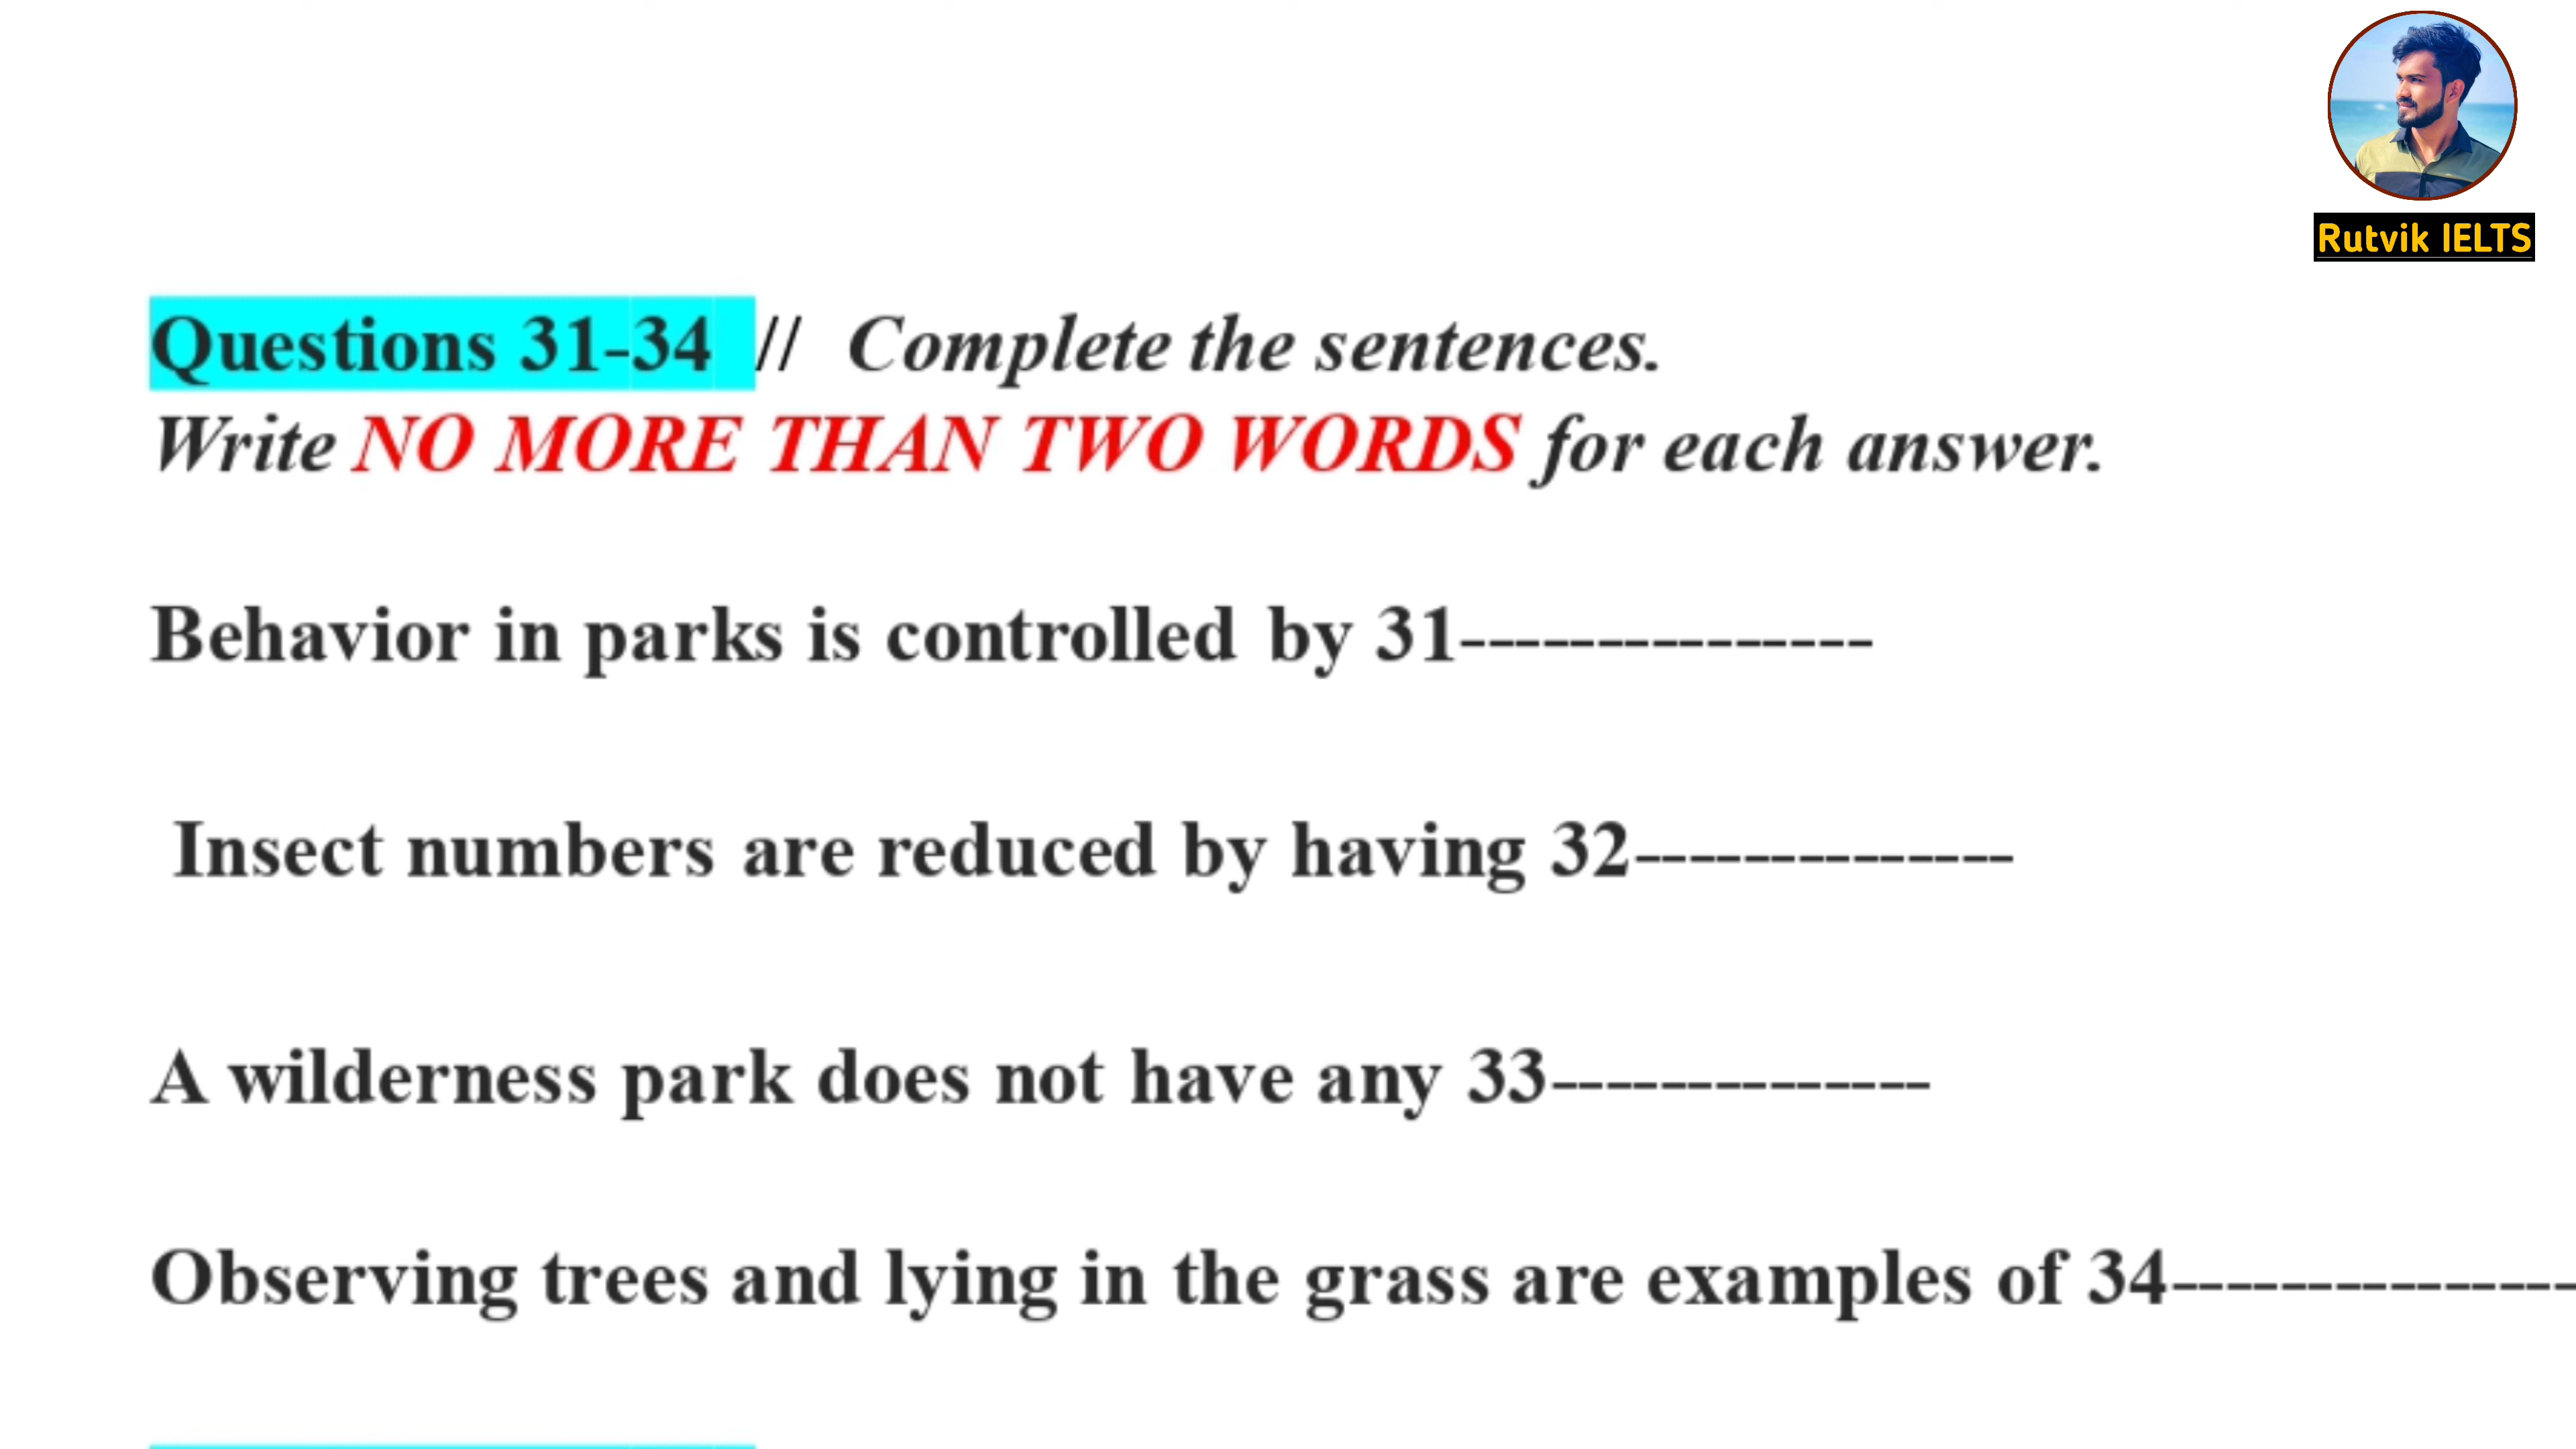 Rutvik IELTS
Questions 31-34 // Complete the sentences.
Write NO MORE THAN TWO WORDS for each answer.
Behavior in parks is controlled by 31---------------
Insect numbers are reduced by having 32--------------
A wilderness park does not have any 33--------------
Observing trees and lying in the grass are examples of 34---------------